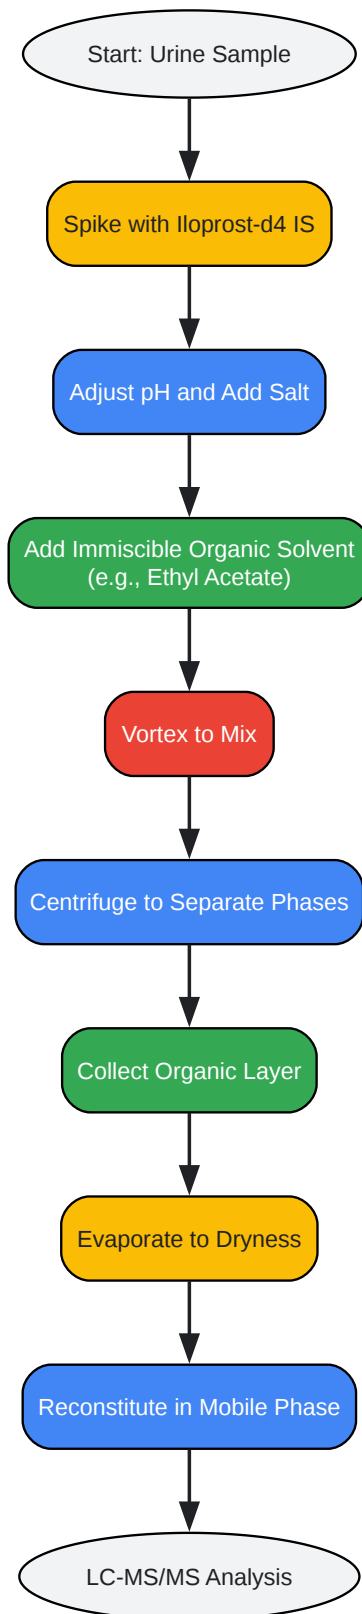 Start: Urine Sample
Spike with Iloprost-d4 IS
Adjust pH and Add Salt
Add Immiscible Organic Solvent
(e.g., Ethyl Acetate)
Vortex to Mix
Centrifuge to Separate Phases
Collect Organic Layer
Evaporate to Dryness
Reconstitute in Mobile Phase
LC-MS/MS Analysis